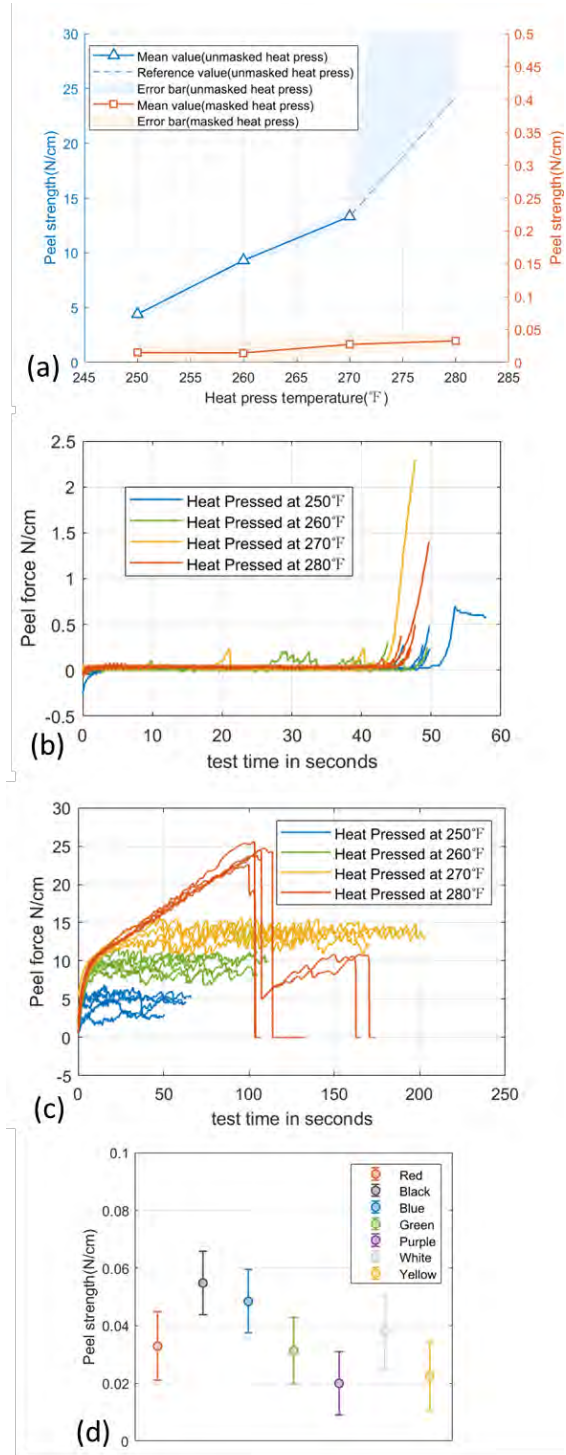 30
25
20
15
10
5
0
Peel strength(N/cm)
Mean value(unmasked heat press)
Reference value(unmasked heat press)
Error bar(unmasked heat press)
Mean value(masked heat press)
Error bar(masked heat press)
0.5
0.45
0.4
0.35
0.3
0.25
0.2
0.15
0.1
0.05
0
Peel strength(N/cm)
245 250 255 260 265 270 275 280 285
Heat press temperature(℉)
(a)
2.5
2
1.5
1
0.5
0
-0.5
Peel force N/cm
Heat Pressed at 250℉
Heat Pressed at 260℉
Heat Pressed at 270℉
Heat Pressed at 280℉
0 10 20 30 40 50 60
test time in seconds
(b)
30
25
20
15
10
5
0
-5
Peel force N/cm
Heat Pressed at 250℉
Heat Pressed at 260℉
Heat Pressed at 270℉
Heat Pressed at 280℉
0 50 100 150 200 250
test time in seconds
(c)
0.1
0.08
0.06
0.04
0.02
0
Peel strength(N/cm)
Red
Black
Blue
Green
Purple
White
Yellow
(d)